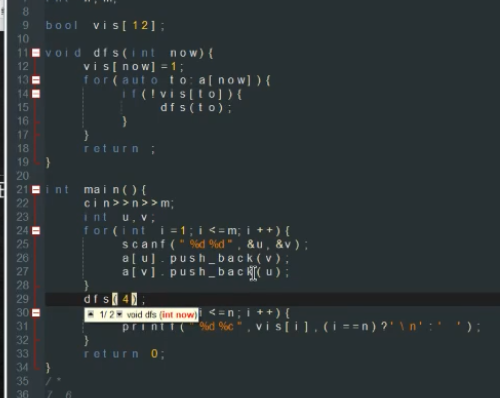 8
9 bool vis[12];
10
11 void dfs(int now){
12 vis[now]=1;
13 for(auto to:a[now]){
14 if(!vis[to]){
15 dfs(to);
16 }
17 }
18 return ;
19 }
20
21 int main(){
22 cin>>n>>m;
23 int u,v;
24 for(int i=1;i<=m;i++){
25 scanf("%d%d",&u,&v);
26 a[u].push_back(v);
27 a[v].push_back(u);
28 }
29 dfs(4);
30 i<=n;i++){
1/2 void dfs (int now)
31 printf("%d%c",vis[i],(i==n)?'\n':' ');
32 }
33 return 0;
34 }
35 /*
36 7 6